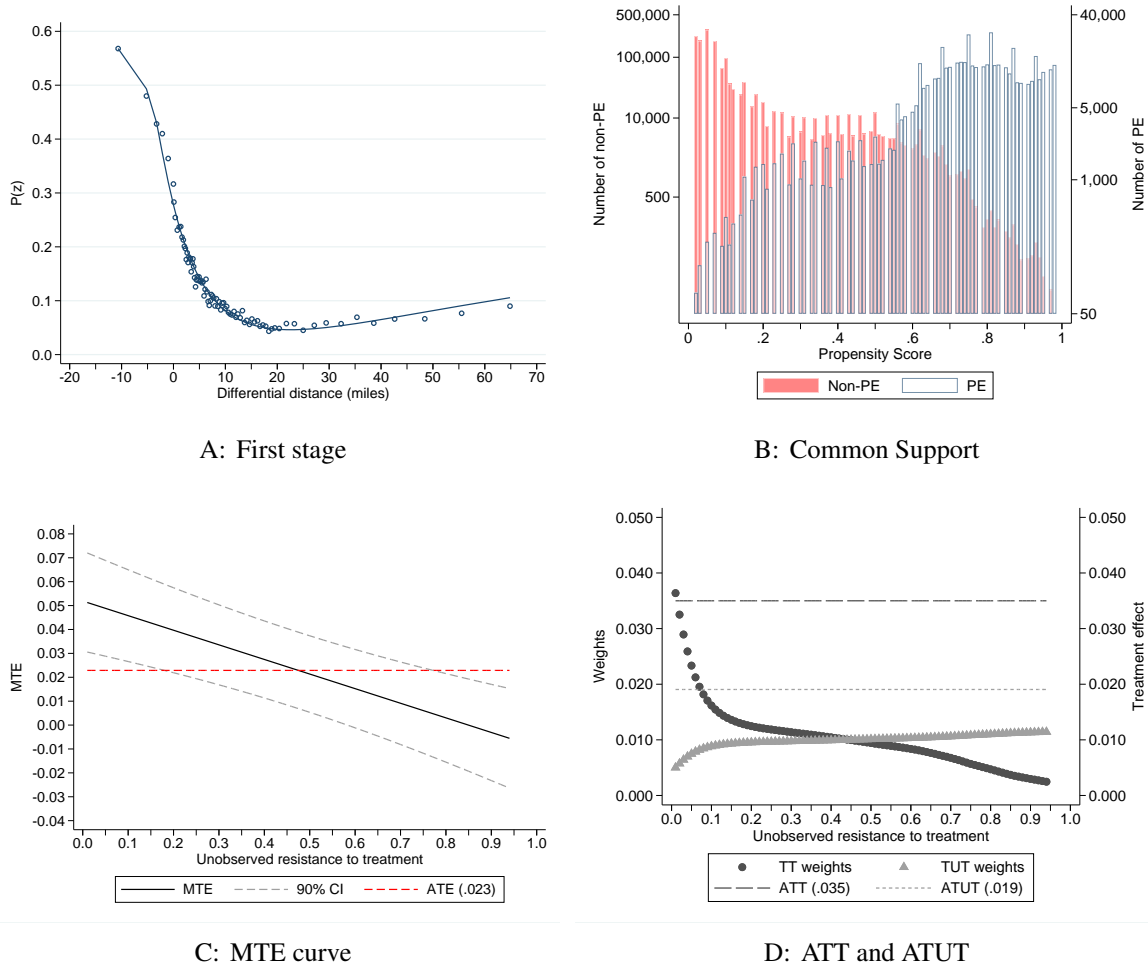 0.6
0.5
0.4
0.3
0.2
0.1
0.0
P(z)
-20 -10 0 10 20 30 40 50 60 70
Differential distance (miles)
A: First stage
500,000
100,000
10,000
500
Number of non-PE
40,000
5,000
1,000
50
Number of PE
0 .2 .4 .6 .8 1
Propensity Score
Non-PE PE
B: Common Support
0.08
0.07
0.06
0.05
0.04
0.03
0.02
0.01
0.00
-0.01
-0.02
-0.03
-0.04
MTE
0.0 0.1 0.2 0.3 0.4 0.5 0.6 0.7 0.8 0.9 1.0
Unobserved resistance to treatment
MTE 90% CI ATE (.023)
C: MTE curve
0.050
0.040
0.030
0.020
0.010
0.000
Weights
0.050
0.040
0.030
0.020
0.010
0.000
Treatment effect
0.0 0.1 0.2 0.3 0.4 0.5 0.6 0.7 0.8 0.9 1.0
Unobserved resistance to treatment
TT weights TUT weights
ATT (.035) ATUT (.019)
D: ATT and ATUT